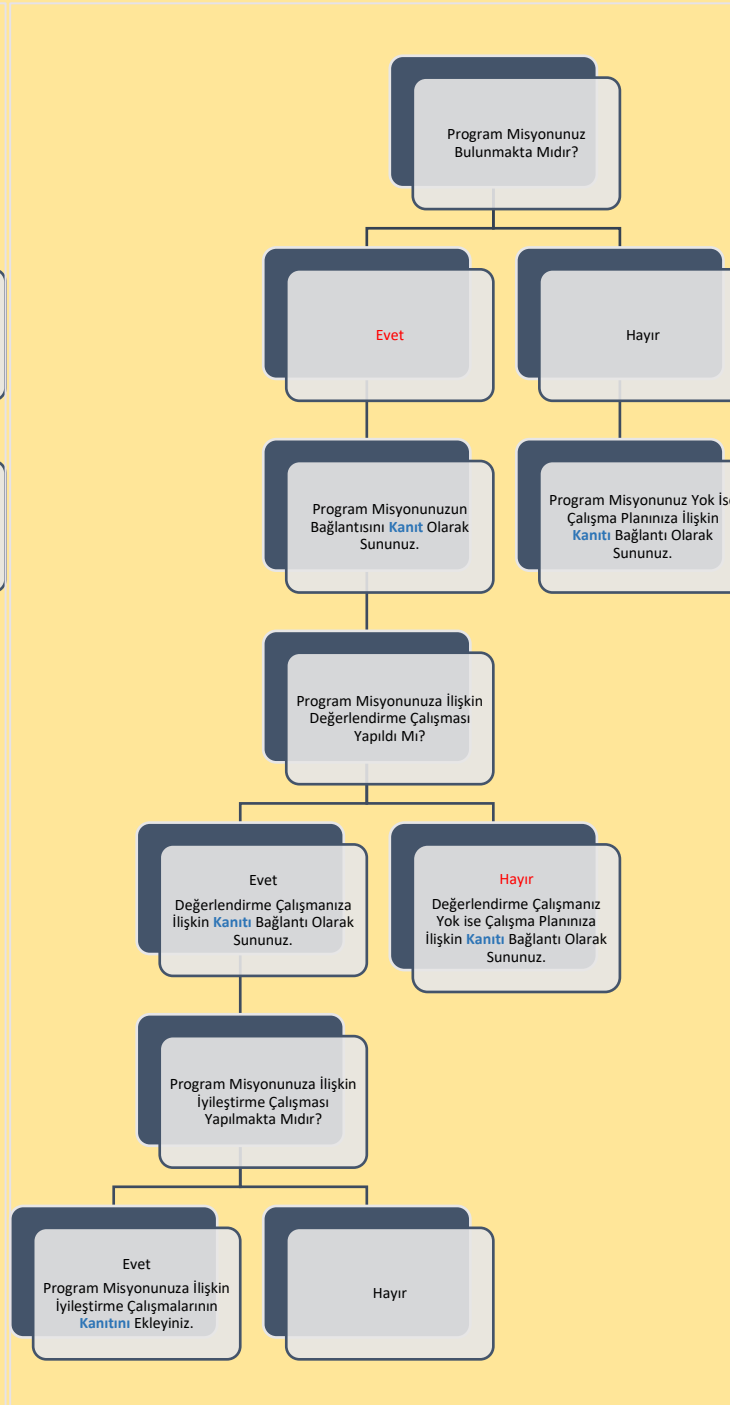 Program Misyonunuz
Bulunmakta Mıdır?
Evet
Hayır
Program Misyonunuzun
Bağlantısını Kanıt Olarak
Sununuz.
Program Misyonunuz Yok İse
Çalışma Planınıza İlişkin
Kanıtı Bağlantı Olarak
Sununuz.
Program Misyonunuza İlişkin
Değerlendirme Çalışması
Yapıldı Mı?
Evet
Değerlendirme Çalışmanıza
İlişkin Kanıtı Bağlantı Olarak
Sununuz.
Hayır
Değerlendirme Çalışmanız
Yok ise Çalışma Planınıza
İlişkin Kanıtı Bağlantı Olarak
Sununuz.
Program Misyonunuza İlişkin
İyileştirme Çalışması
Yapılmakta Mıdır?
Evet
Program Misyonunuza İlişkin
İyileştirme Çalışmalarının
Kanıtını Ekleyiniz.
Hayır